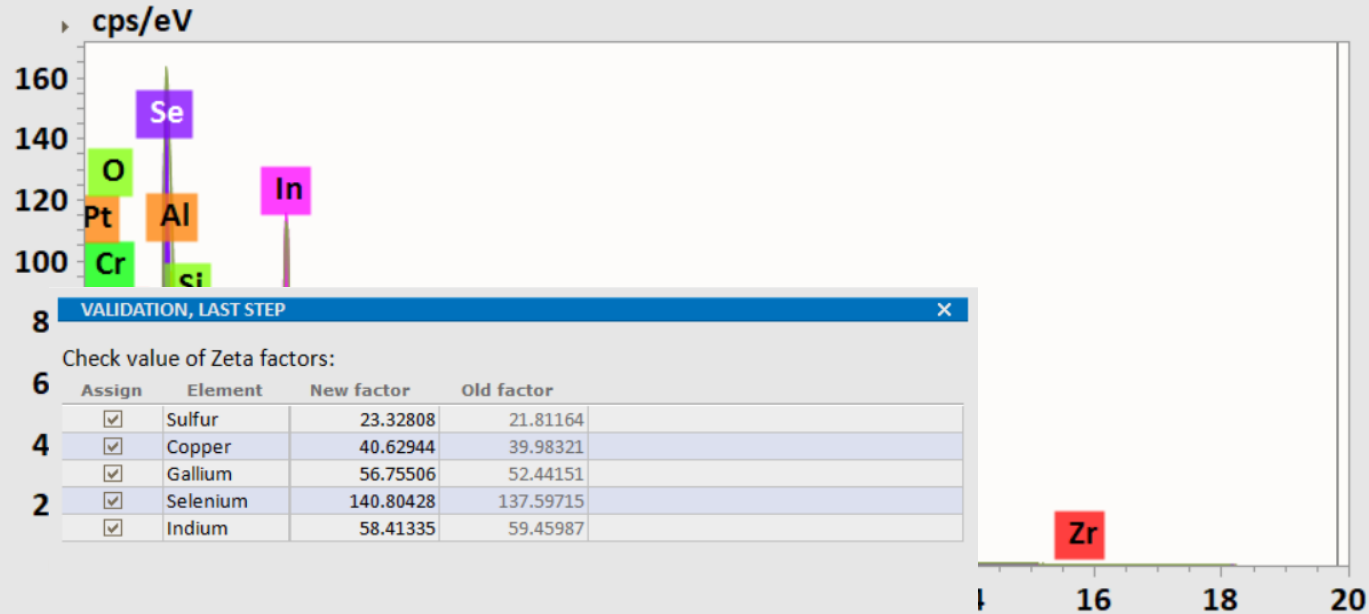 cps/eV
160
140
120
100
8
6
4
2
Se
O
In
Pt
Al
Cr
Si
VALIDATION, LAST STEP
Check value of Zeta factors:
Assign Element New factor Old factor
Sulfur 23.32808 21.81164
Copper 40.62944 39.98321
Gallium 56.75506 52.44151
Selenium 140.80428 137.59715
Indium 58.41335 59.45987
Zr
16 18 20